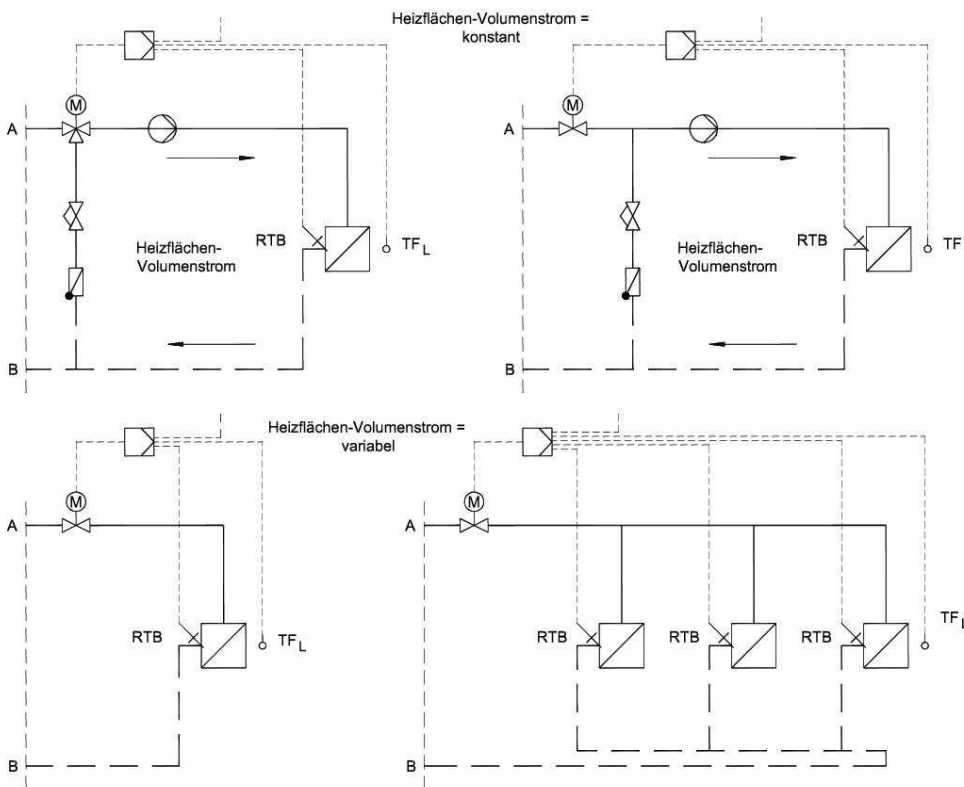 Heizflächen-Volumenstrom =
konstant
M
A
RTB
TF L
Heizflächen-
Volumenstrom
B
M
A
RTB
TF
Heizflächen-
Volumenstrom
B
Heizflächen-Volumenstrom =
variabel
M
A
RTB
TF L
B
M
A
RTB
RTB
RTB
TF L
B